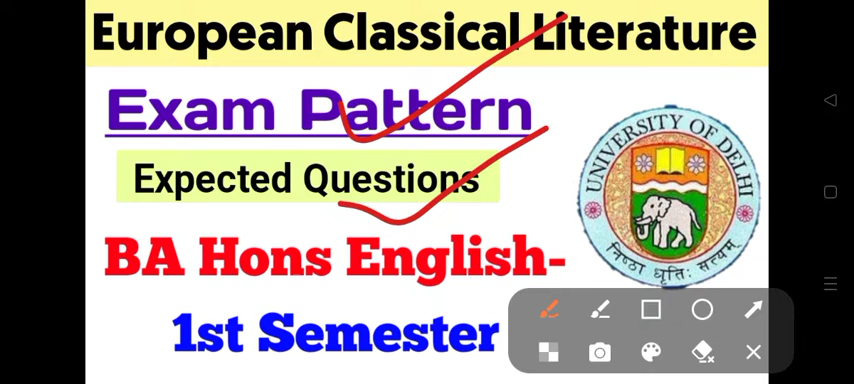 European Classical Literature
Exam Pattern
Expected Questions
UNIVERSITY OF DELHI
निष्ठा धृति: सत्यम्
BA Hons English-
1st Semester